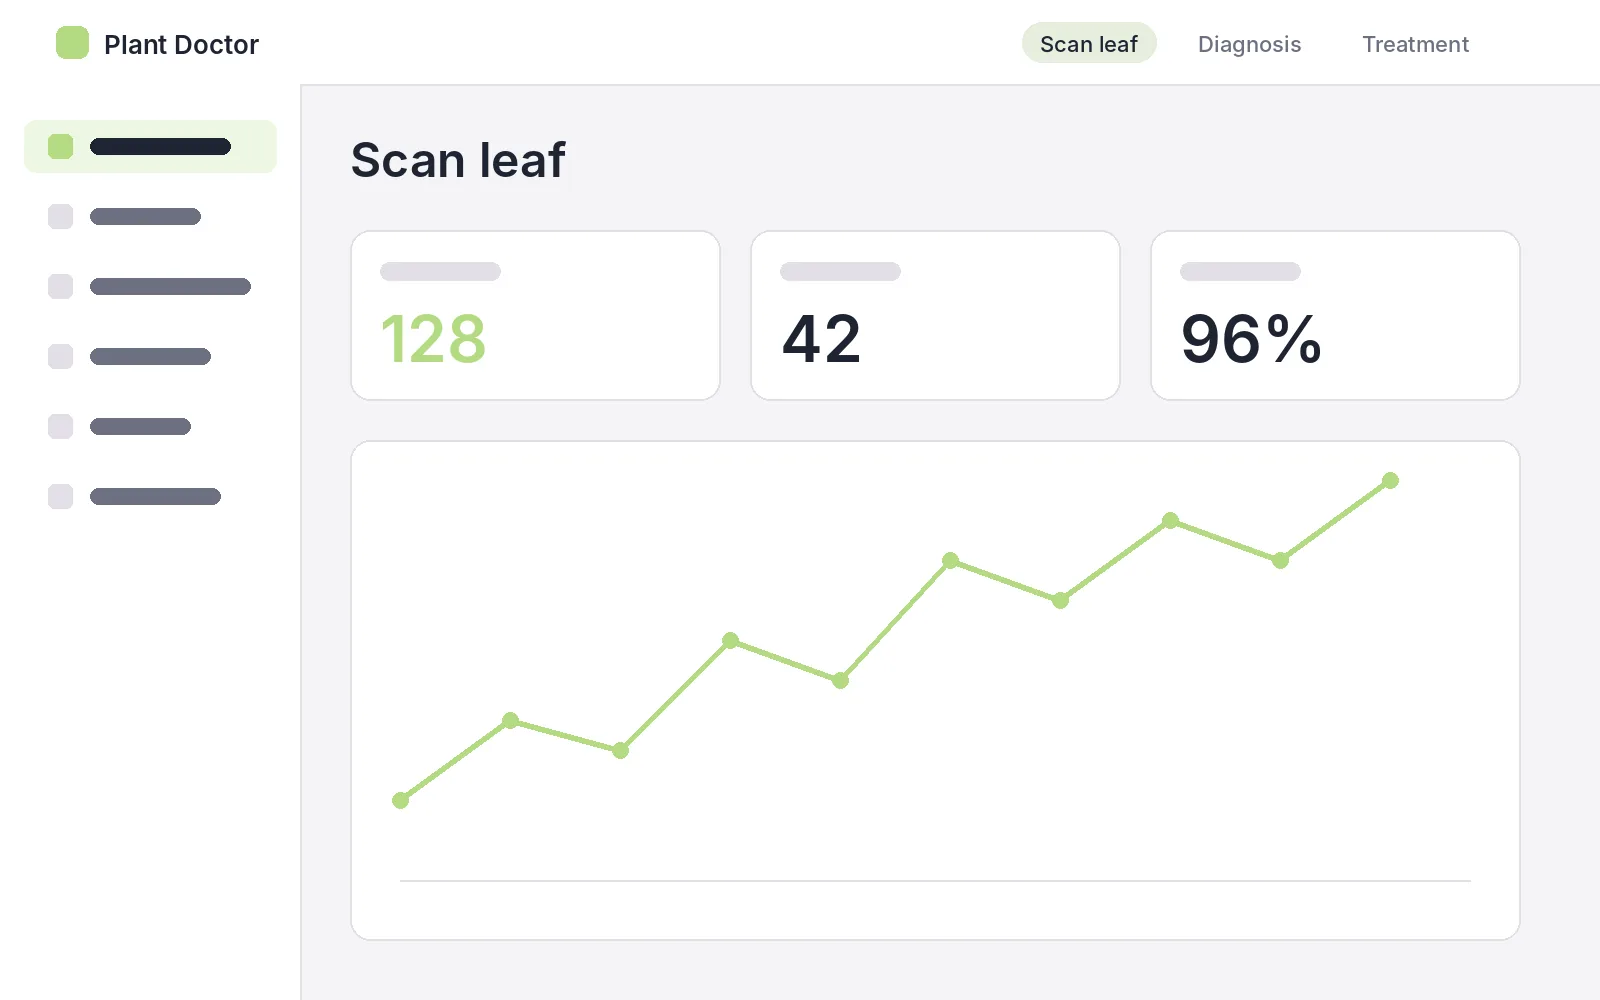 Plant Doctor
Scan leaf
Diagnosis
Treatment
Scan leaf
128
42
96%